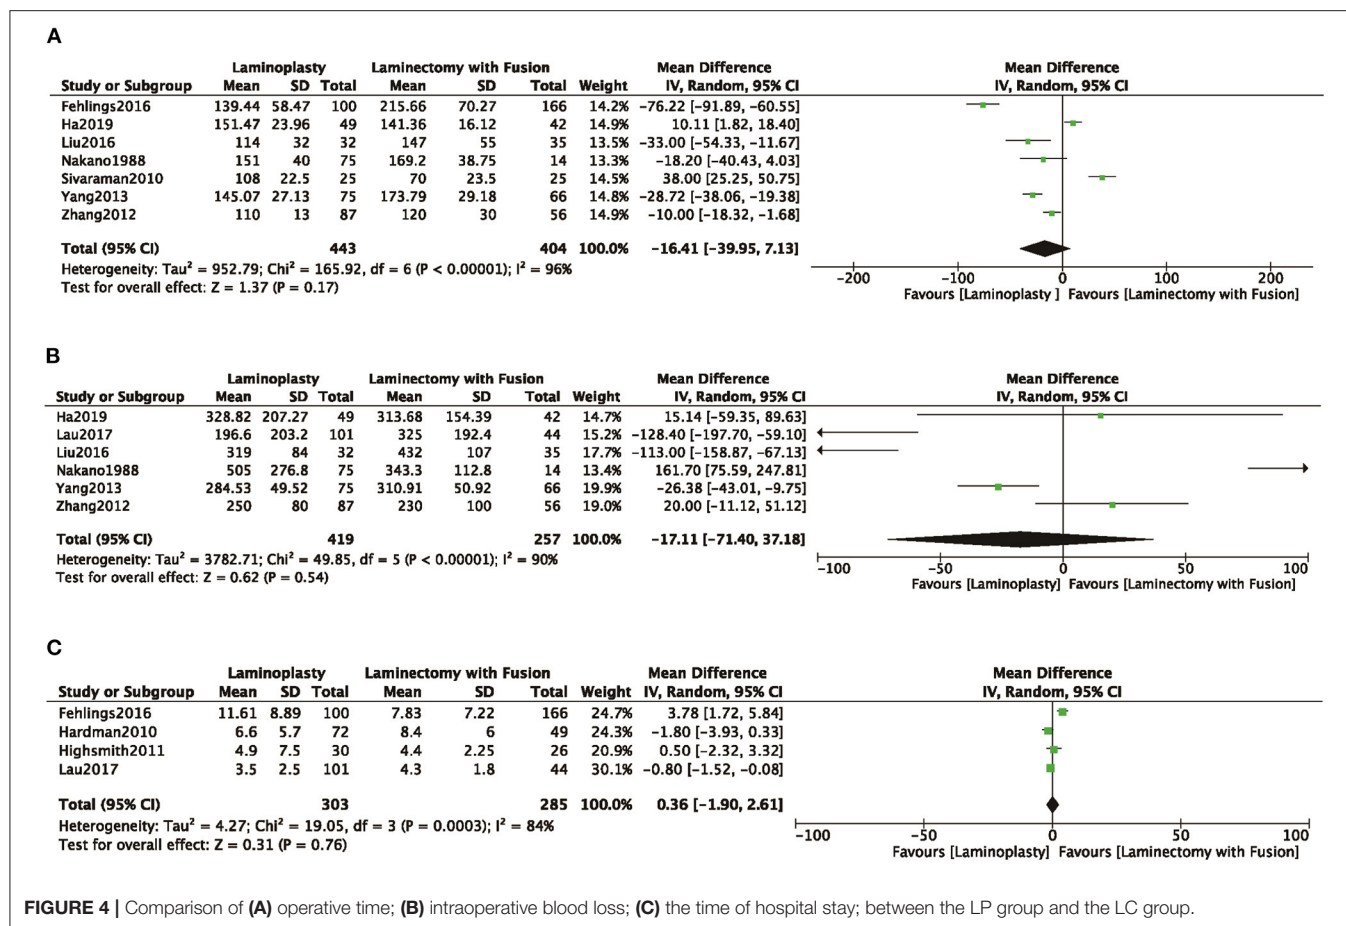 A
Laminoplasty Laminectomy with Fusion Mean Difference Mean Difference
Study or Subgroup Mean SD Total Mean SD Total Weight IV, Random, 95% CI IV, Random, 95% CI
Fehlings2016 139.44 58.47 100 215.66 70.27 166 14.2% −76.22 [−91.89, −60.55]
Ha2019 151.47 23.96 49 141.36 16.12 42 14.9% 10.11 [1.82, 18.40]
Liu2016 114 32 32 147 55 35 13.5% −33.00 [−54.33, −11.67]
Nakano1988 151 40 75 169.2 38.75 14 13.3% −18.20 [−40.43, 4.03]
Sivaraman2010 108 22.5 25 70 23.5 25 14.5% 38.00 [25.25, 50.75]
Yang2013 145.07 27.13 75 173.79 29.18 66 14.8% −28.72 [−38.06, −19.38]
Zhang2012 110 13 87 120 30 56 14.9% −10.00 [−18.32, −1.68]
Total (95% CI) 443 404 100.0% −16.41 [−39.95, 7.13]
Heterogeneity: Tau² = 952.79; Chi² = 165.92, df = 6 (P < 0.00001); I² = 96%
Test for overall effect: Z = 1.37 (P = 0.17)
−200 −100 0 100 200
Favours [Laminoplasty ] Favours [Laminectomy with Fusion]
B
Laminoplasty Laminectomy with Fusion Mean Difference Mean Difference
Study or Subgroup Mean SD Total Mean SD Total Weight IV, Random, 95% CI IV, Random, 95% CI
Ha2019 328.82 207.27 49 313.68 154.39 42 14.7% 15.14 [−59.35, 89.63]
Lau2017 196.6 203.2 101 325 192.4 44 15.2% −128.40 [−197.70, −59.10]
Liu2016 319 84 32 432 107 35 17.7% −113.00 [−158.87, −67.13]
Nakano1988 505 276.8 75 343.3 112.8 14 13.4% 161.70 [75.59, 247.81]
Yang2013 284.53 49.52 75 310.91 50.92 66 19.9% −26.38 [−43.01, −9.75]
Zhang2012 250 80 87 230 100 56 19.0% 20.00 [−11.12, 51.12]
Total (95% CI) 419 257 100.0% −17.11 [−71.40, 37.18]
Heterogeneity: Tau² = 3782.71; Chi² = 49.85, df = 5 (P < 0.00001); I² = 90%
Test for overall effect: Z = 0.62 (P = 0.54)
−100 −50 0 50 100
Favours [Laminoplasty] Favours [Laminectomy with Fusion]
C
Laminoplasty Laminectomy with Fusion Mean Difference Mean Difference
Study or Subgroup Mean SD Total Mean SD Total Weight IV, Random, 95% CI IV, Random, 95% CI
Fehlings2016 11.61 8.89 100 7.83 7.22 166 24.7% 3.78 [1.72, 5.84]
Hardman2010 6.6 5.7 72 8.4 6 49 24.3% −1.80 [−3.93, 0.33]
Highsmith2011 4.9 7.5 30 4.4 2.25 26 20.9% 0.50 [−2.32, 3.32]
Lau2017 3.5 2.5 101 4.3 1.8 44 30.1% −0.80 [−1.52, −0.08]
Total (95% CI) 303 285 100.0% 0.36 [−1.90, 2.61]
Heterogeneity: Tau² = 4.27; Chi² = 19.05, df = 3 (P = 0.0003); I² = 84%
Test for overall effect: Z = 0.31 (P = 0.76)
−100 −50 0 50 100
Favours [Laminoplasty] Favours [Laminectomy with Fusion]
FIGURE 4 | Comparison of (A) operative time; (B) intraoperative blood loss; (C) the time of hospital stay; between the LP group and the LC group.